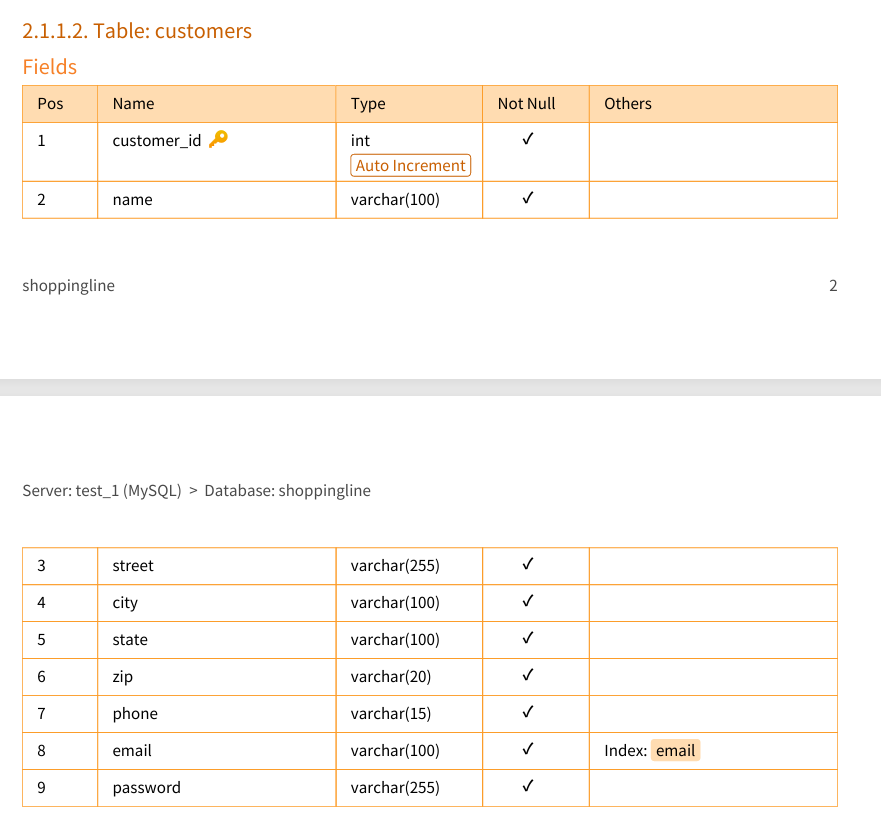 2.1.1.2. Table: customers
Fields
Pos Name Type Not Null Others
1 customer_id 🔑 int ✓
Auto Increment
2 name varchar(100) ✓
shoppingline 2
Server: test_1 (MySQL) > Database: shoppingline
3 street varchar(255) ✓
4 city varchar(100) ✓
5 state varchar(100) ✓
6 zip varchar(20) ✓
7 phone varchar(15) ✓
8 email varchar(100) ✓ Index: email
9 password varchar(255) ✓